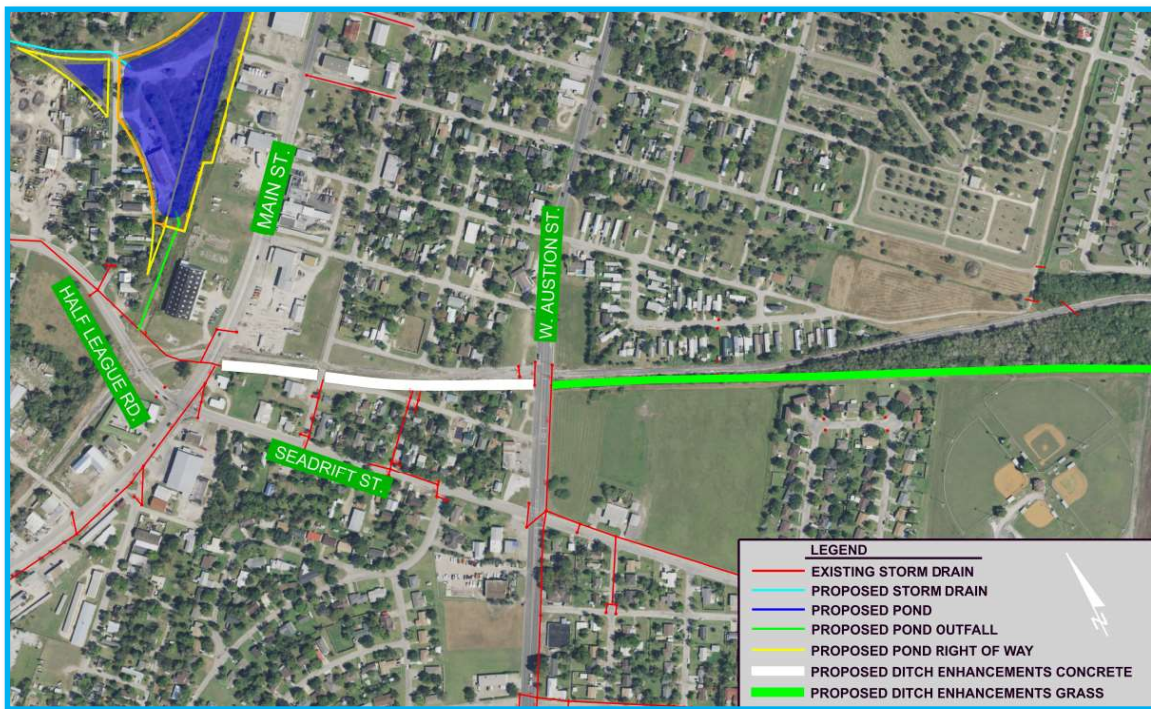 MAIN ST.
W. AUSTION ST.
HALF LEAGUE RD.
SEADRIFT ST.
LEGEND
EXISTING STORM DRAIN
PROPOSED STORM DRAIN
PROPOSED POND
PROPOSED POND OUTFALL
PROPOSED POND RIGHT OF WAY
PROPOSED DITCH ENHANCEMENTS CONCRETE
PROPOSED DITCH ENHANCEMENTS GRASS
N